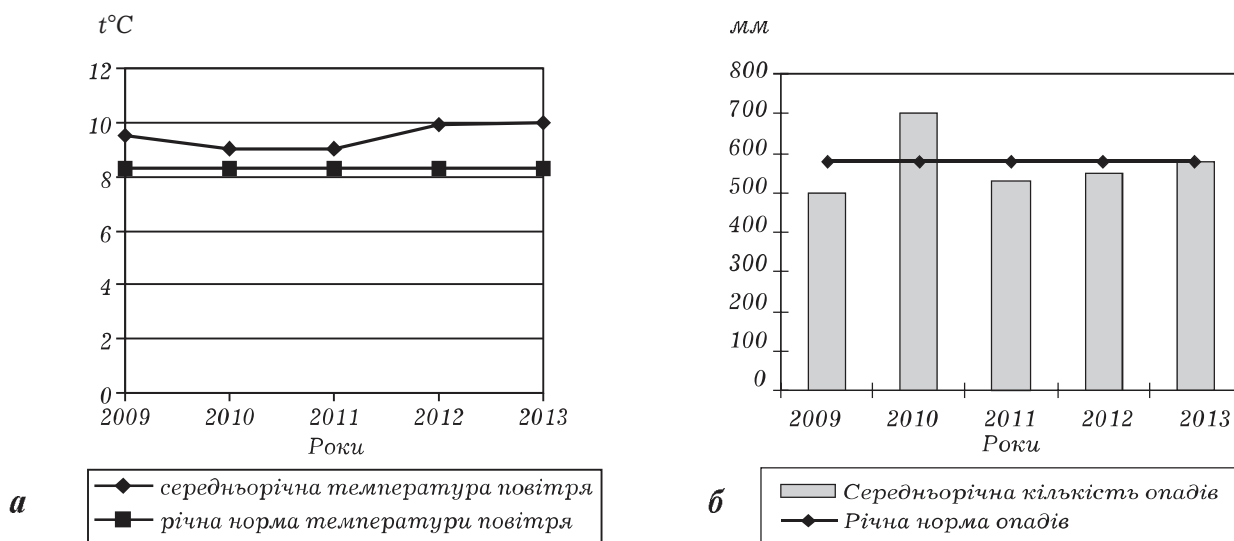 t°C
12
10
8
6
4
2
0
2009 2010 2011 2012 2013
Роки
середньорічна температура повітря
річна норма температури повітря
а
мм
800
700
600
500
400
300
200
100
0
2009 2010 2011 2012 2013
Роки
Середньорічна кількість опадів
Річна норма опадів
б